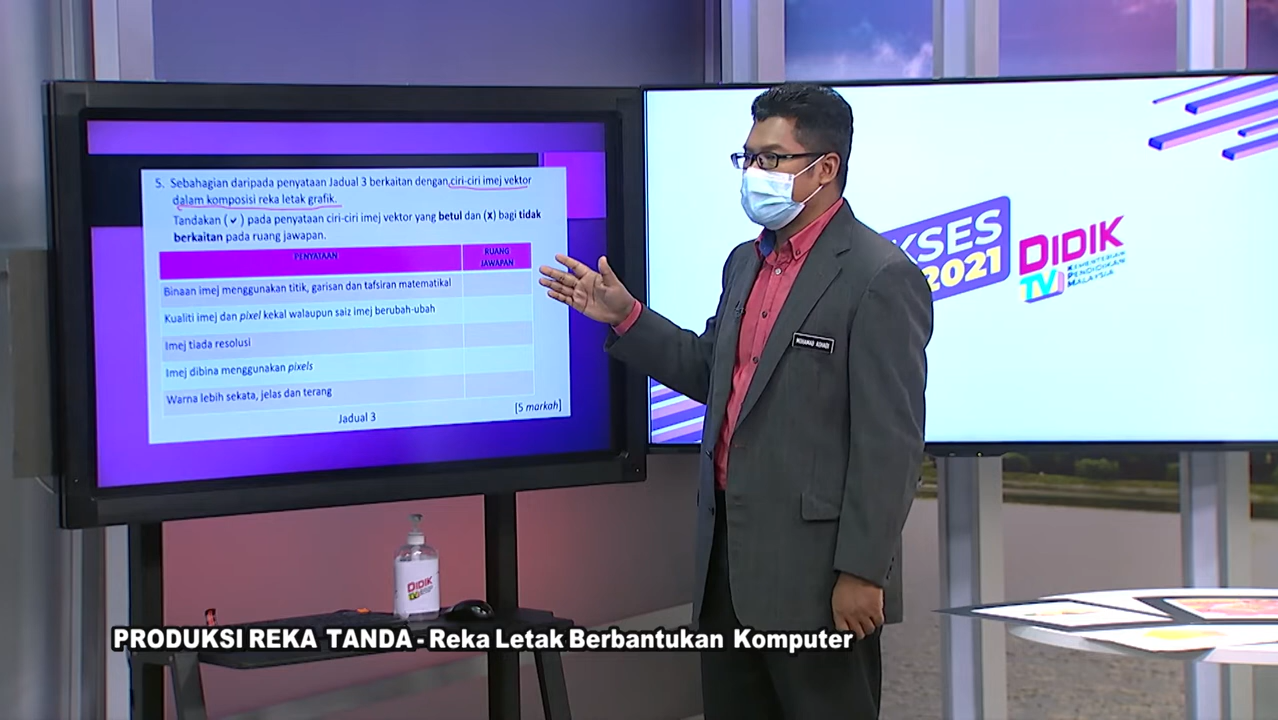 5. Sebahagian daripada penyataan Jadual 3 berkaitan dengan ciri-ciri imej vektor
dalam komposisi reka letak grafik.
Tandakan (✓) pada penyataan ciri-ciri imej vektor yang betul dan (X) bagi tidak
berkaitan pada ruang jawapan.
PENYATAAN
RUANG
JAWAPAN
Binaan imej menggunakan titik, garisan dan tafsiran matematikal
Kualiti imej dan pixel kekal walaupun saiz imej berubah-ubah
Imej tiada resolusi
Imej dibina menggunakan pixels
Warna lebih sekata, jelas dan terang
Jadual 3
[5 markah]
KSES
2021
DIDIK
TV
KEMENTERIAN
PENDIDIKAN
MALAYSIA
DIDIK
PRODUKSI REKA TANDA - Reka Letak Berbantukan Komputer